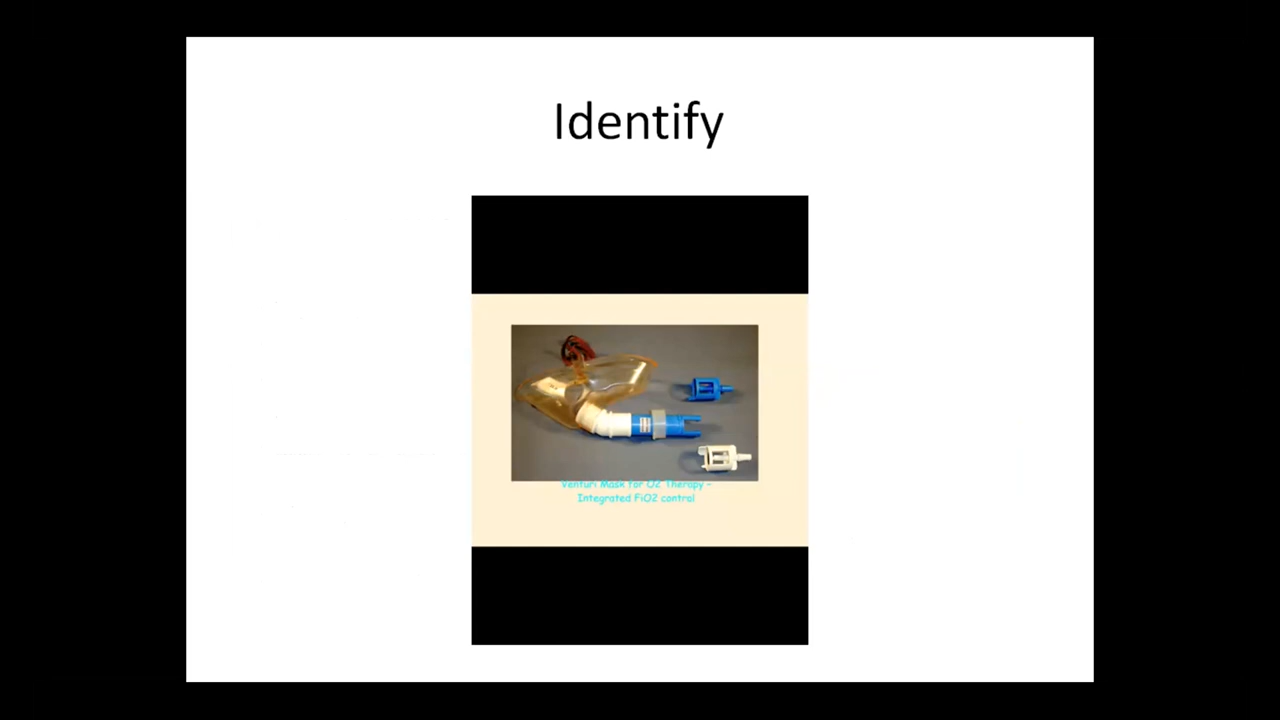 Identify
Venturi Mask for O2 Therapy -
Integrated FiO2 control